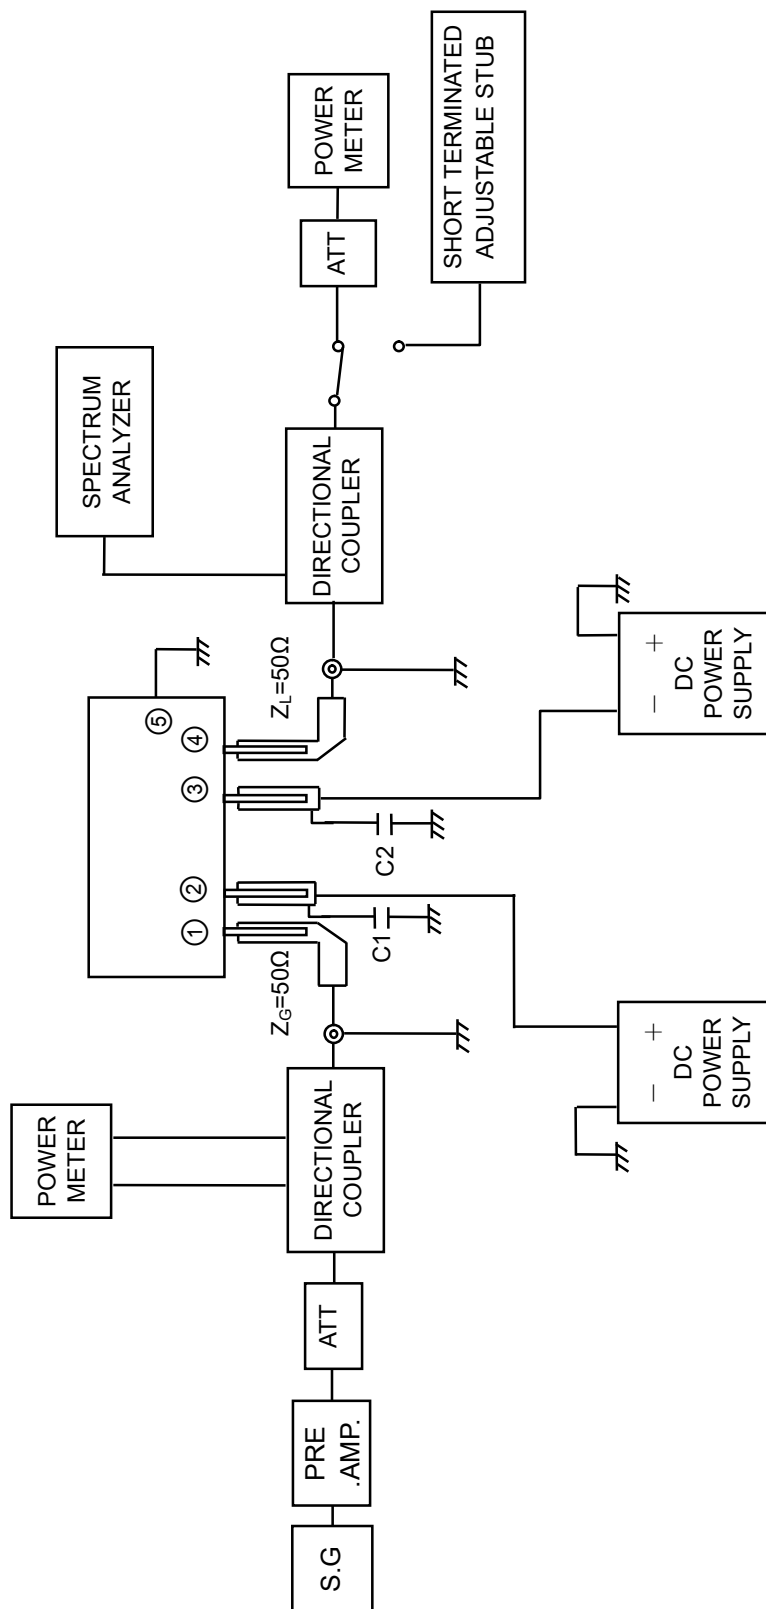 S.G
PRE
.AMP.
ATT
POWER
METER
DIRECTIONAL
COUPLER
Z_G=50Ω
①
②
③
④
⑤
C1
C2
Z_L=50Ω
SPECTRUM
ANALYZER
DIRECTIONAL
COUPLER
ATT
POWER
METER
SHORT TERMINATED
ADJUSTABLE STUB
− +
DC
POWER
SUPPLY
− +
DC
POWER
SUPPLY